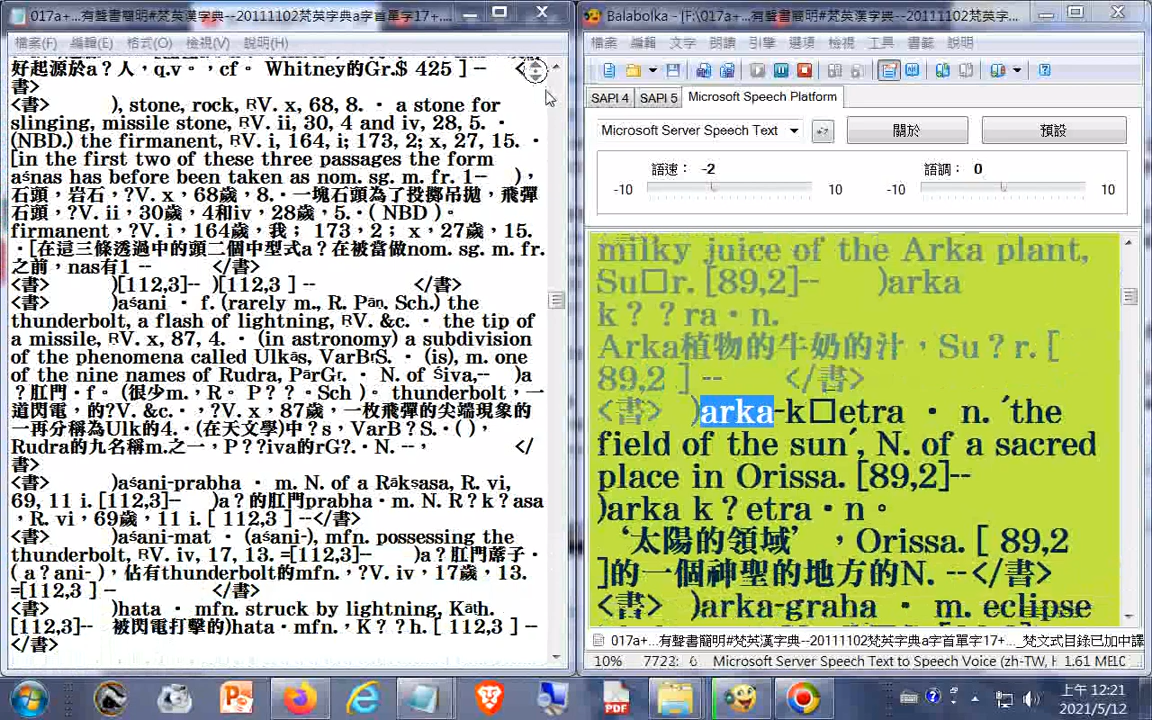 017a+...有聲書簡明#梵英漢字典--20111102梵英字典a字首單字17+...
檔案(F) 編輯(E) 格式(O) 檢視(V) 說明(H)
好起源於a？人，q.v。，cf。 Whitney的Gr.$ 425 ] --
書>
<書> ), stone, rock, RV. x, 68, 8. · a stone for
slinging, missile stone, RV. ii, 30, 4 and iv, 28, 5. ·
(NBD.) the firmament, RV. i, 164, i; 173, 2; x, 27, 15. ·
[in the first two of these three passages the form
aśnas has before been taken as nom. sg. m. fr. 1-- )，
石頭，岩石，?V. x，68歲，8.·一塊石頭為了投擲吊拋，飛彈
石頭，?V. ii，30歲，4和iv，28歲，5.·( NBD )。
firmament，?V. i，164歲，我； 173，2； x，27歲，15.
·[在這三條透過中的頭二個中型式a？在被當做nom. sg. m. fr.
之前，nas有1 -- </書>
<書> )[112,3]-- )[112,3 ] -- </書>
<書> )aśani · f. (rarely m., R. Pāṇ. Sch.) the
thunderbolt, a flash of lightning, RV. &c. · the tip of
a missile, RV. x, 87, 4. · (in astronomy) a subdivision
of the phenomena called Ulkās, VarBṛS. · (is), m. one
of the nine names of Rudra, PārGṛ. · N. of Śiva,-- )a
？肛門·f。(很少m.，R。 P？？·Sch )。 thunderbolt，一
道閃電，的?V. &c.·，?V. x，87歲，一枚飛彈的尖端現象的
一再分稱為Ulk的4.·(在天文學)中？s，VarB？S.·( )，
Rudra的九名稱m.之一，P？？iva的rG?.·N. --，　</
書>
<書> )aśani-prabha · m. N. of a Rākṣasa, R. vi,
69, 11 i. [112,3]-- )a？的肛門prabha·m. N. R？k？asa
，R. vi，69歲，11 i. [ 112,3 ] --</書>
<書> )aśani-mat · (aśani-), mfn. possessing the
thunderbolt, RV. iv, 17, 13. =[112,3]-- )a？肛門蓆子·
( a？ani- )，佔有thunderbolt的mfn.，?V. iv，17歲，13.
=[112,3 ] -- </書>
<書> )hata · mfn. struck by lightning, Kāṭh.
[112,3]-- 被閃電打擊的)hata·mfn.，K？？h. [ 112,3 ] --
</書>
Balabolka - [F:\017a+...有聲書簡明#梵英漢字典--20111102梵英字...
檔案 編輯 文字 朗讀 引擎 選項 檢視 工具 書籤 說明
SAPI 4 SAPI 5 Microsoft Speech Platform
Microsoft Server Speech Text 關於 預設
語速： -2 語調： 0
-10 10 -10 10
milky juice of the Arka plant,
Su□r. [89,2]-- )arka
k？？ra·n.
Arka植物的牛奶的汁，Su？r. [
89,2 ] -- </書>
<書> )arka-k□etra · n. ´the
field of the sun´, N. of a sacred
place in Orissa. [89,2]--
)arka k？etra·n。
‘太陽的領域’，Orissa. [ 89,2
]的一個神聖的地方的N. --</書>
<書> )arka-graha · m. eclipse
017a+...有聲書簡明#梵英漢字典--20111102梵英字典a字首單字17+..._梵文式目錄已加中譯
10% 7722: 6 Microsoft Server Speech Text to Speech Voice (zh-TW, H 1.61 MELC
上午 12:21
2021/5/12